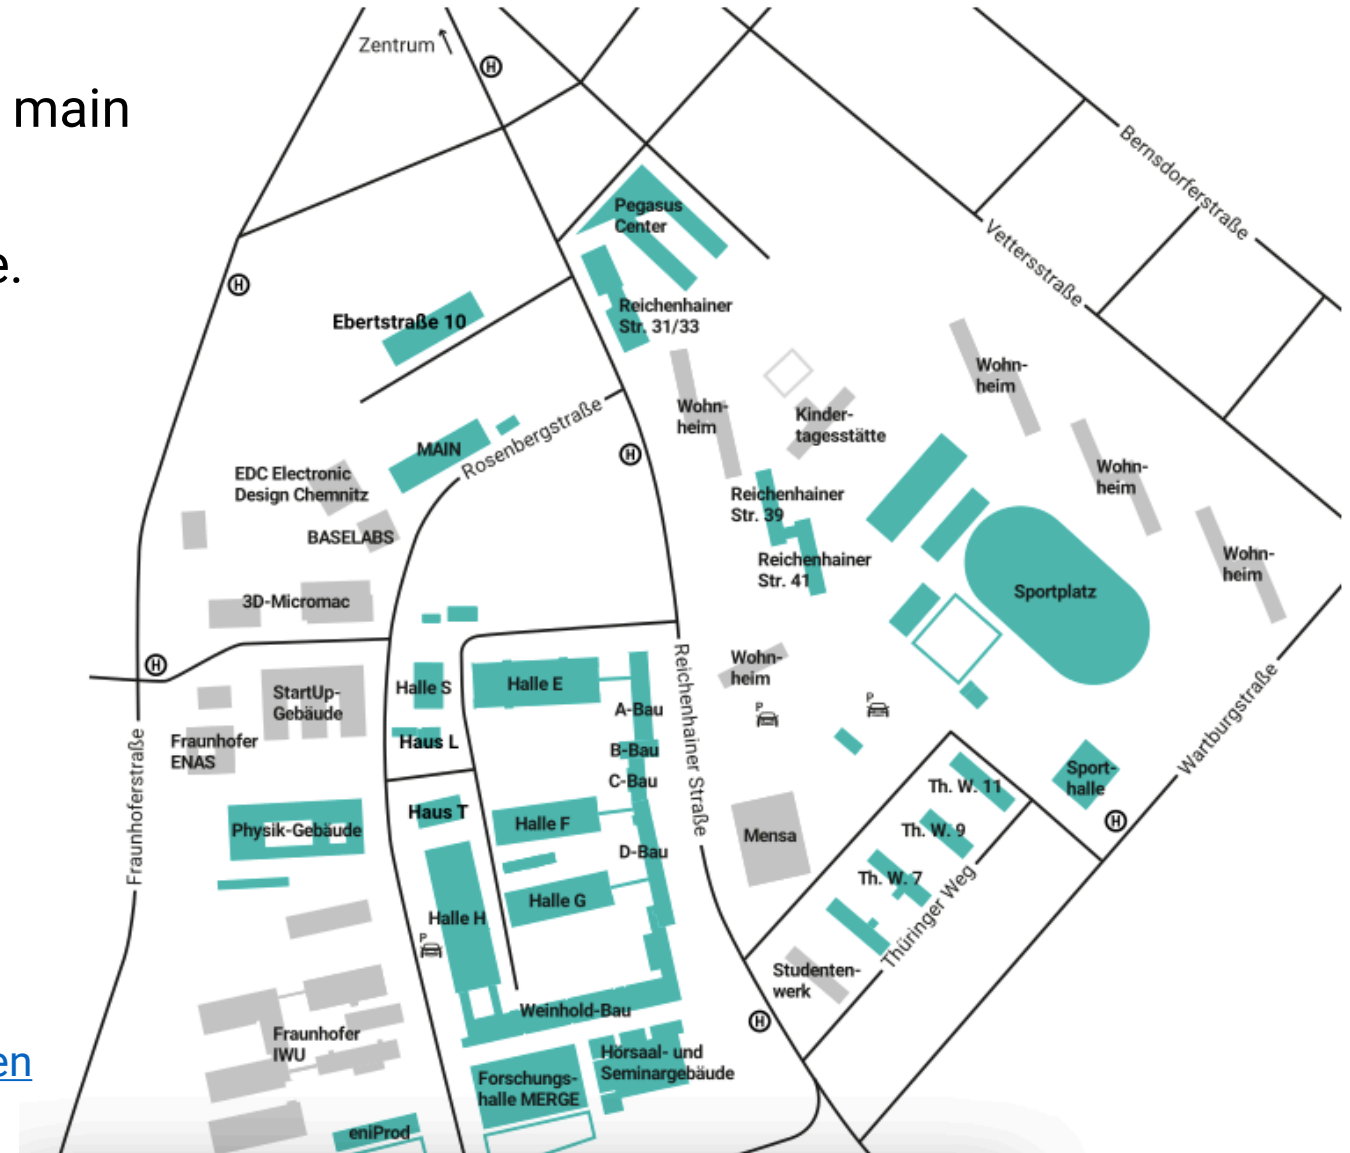 main
e.
en
Zentrum
H
Bernsdorferstraße
Vettersstraße
Pegasus
Center
H
Reichenhainer
Str. 31/33
Ebertstraße 10
Wohn-
heim
Wohn-
heim
Kinder-
tagesstätte
Rosenbergstraße
MAIN
H
Wohn-
heim
EDC Electronic
Design Chemnitz
Reichenhainer
Str. 39
BASELABS
Wohn-
heim
Reichenhainer
Str. 41
Sportplatz
3D-Micromac
H
Wohn-
heim
Halle S
Halle E
StartUp-
Gebäude
A-Bau
Reichenhainer Straße
P
P
Wartburgstraße
Fraunhofer
ENAS
Haus L
B-Bau
C-Bau
Sport-
halle
Th. W. 11
Fraunhoferstraße
Haus T
Halle F
H
Physik-Gebäude
Mensa
Th. W. 9
D-Bau
Th. W. 7
Halle G
Thüringer Weg
Halle H
P
Studenten-
werk
Weinhold-Bau
H
Fraunhofer
IWU
Hörsaal- und
Seminargebäude
Forschungs-
halle MERGE
eniProd